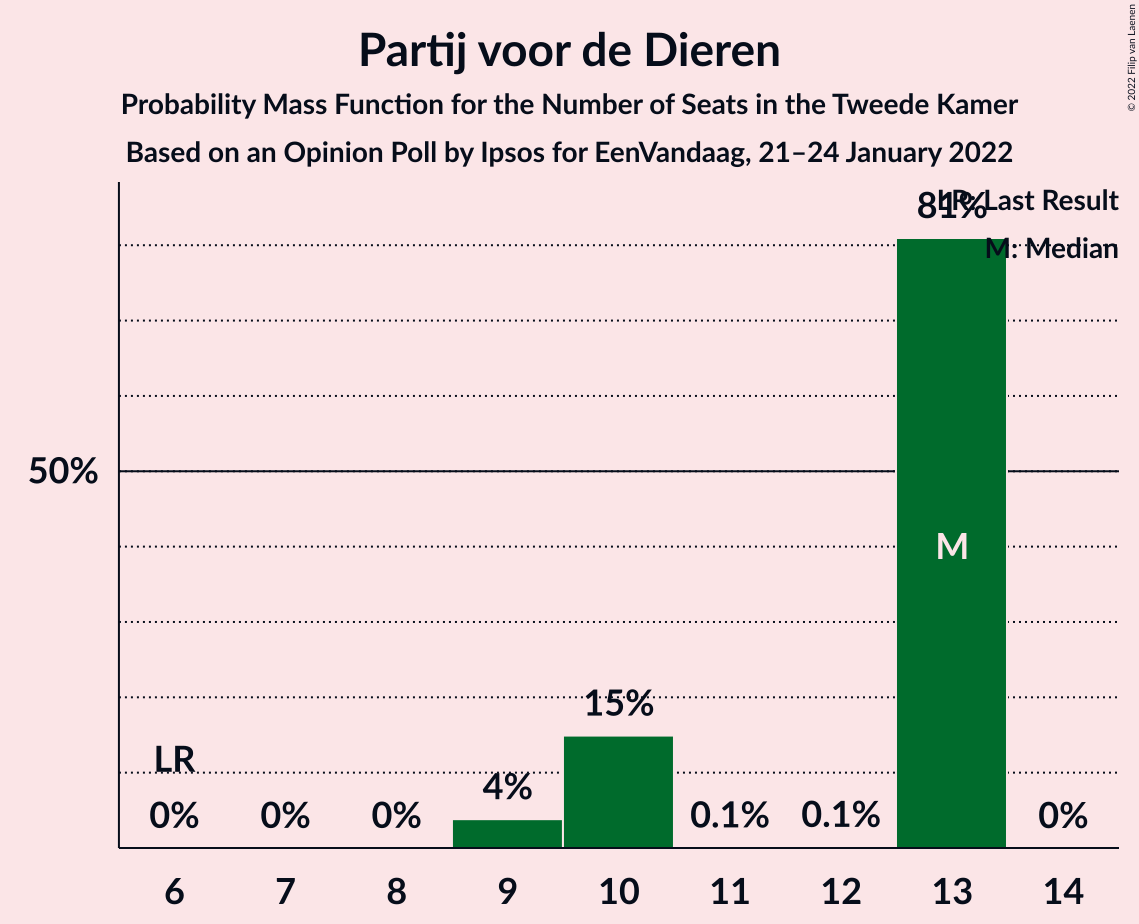 Partij voor de Dieren
Probability Mass Function for the Number of Seats in the Tweede Kamer
Based on an Opinion Poll by Ipsos for EenVandaag, 21–24 January 2022
© 2022 Filip van Laenen
LR: Last Result
M: Median
81%
50%
M
15%
LR
4%
0%
0%
0%
0.1%
0.1%
0%
6 7 8 9 10 11 12 13 14